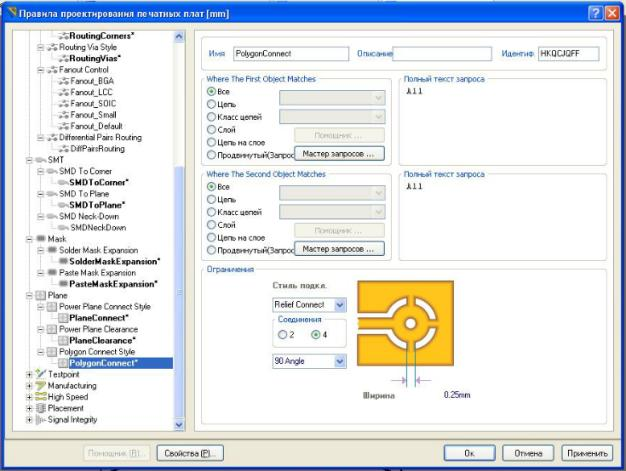 Правила проектирования печатных плат [mm]
RoutingCorners*
Routing Via Style
RoutingVias*
Fanout Control
Fanout_BGA
Fanout_LCC
Fanout_SOIC
Fanout_Small
Fanout_Default
Differential Pairs Routing
DiffPairsRouting
SMT
SMD To Corner
SMDToCorner*
SMD To Plane
SMDToPlane*
SMD Neck-Down
SMDNeckDown
Mask
Solder Mask Expansion
SolderMaskExpansion*
Paste Mask Expansion
PasteMaskExpansion*
Plane
Power Plane Connect Style
PlaneConnect*
Power Plane Clearance
PlaneClearance*
Polygon Connect Style
PolygonConnect*
Testpoint
Manufacturing
High Speed
Placement
Signal Integrity
Имя PolygonConnect Описание Идентиф HKQCJQFF
Where The First Object Matches
Все
Цепь
Класс цепей
Слой
Цепь на слое
Продвинутый(Запрос
Помощник ...
Мастер запросов ...
Полный текст запроса
All
Where The Second Object Matches
Все
Цепь
Класс цепей
Слой
Цепь на слое
Продвинутый(Запрос
Помощник ...
Мастер запросов ...
Полный текст запроса
All
Ограничения
Стиль подкл.
Relief Connect
Соединения
2 4
90 Angle
Ширина 0.25mm
Помощник (R)... Свойства (P)... Ок Отмена Применить